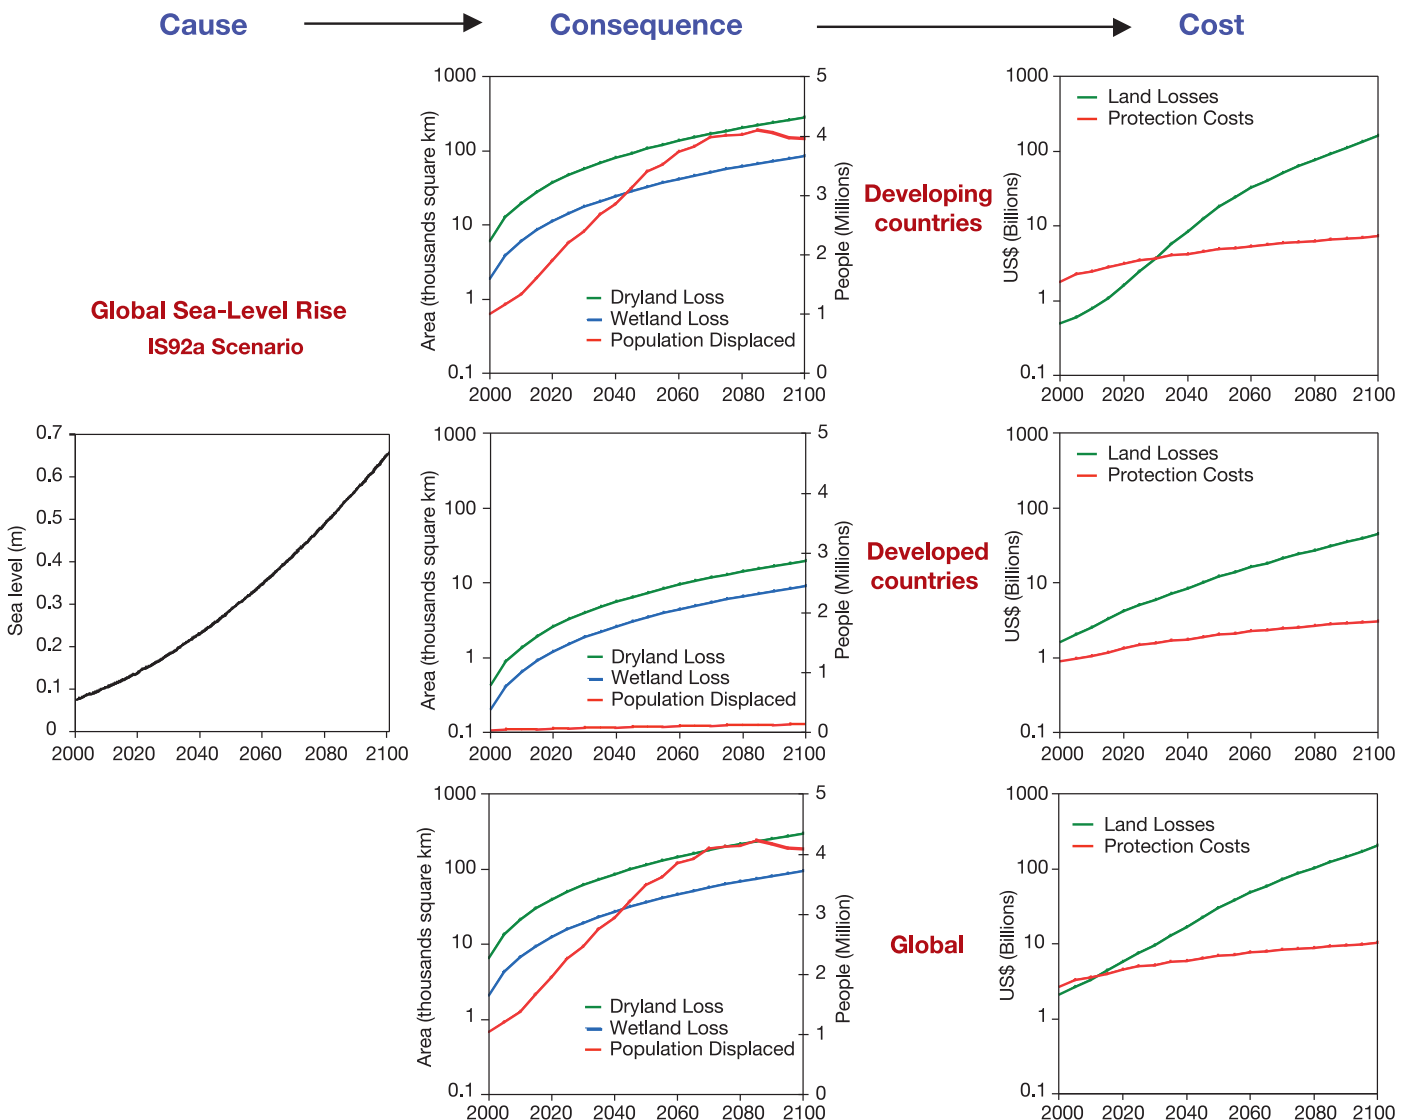 Cause
Consequence
Cost
Global Sea-Level Rise
IS92a Scenario
Sea level (m)
0.7
0.6
0.5
0.4
0.3
0.2
0.1
0
2000 2020 2040 2060 2080 2100
Area (thousands square km)
1000
100
10
1
0.1
Dryland Loss
Wetland Loss
Population Displaced
5
4
3
2
1
0
People (Millions)
2000 2020 2040 2060 2080 2100
Developing
countries
US$ (Billions)
1000
100
10
1
0.1
Land Losses
Protection Costs
2000 2020 2040 2060 2080 2100
Area (thousands square km)
1000
100
10
1
0.1
Dryland Loss
Wetland Loss
Population Displaced
5
4
3
2
1
0
People (Millions)
2000 2020 2040 2060 2080 2100
Developed
countries
US$ (Billions)
1000
100
10
1
0.1
Land Losses
Protection Costs
2000 2020 2040 2060 2080 2100
Area (thousands square km)
1000
100
10
1
0.1
Dryland Loss
Wetland Loss
Population Displaced
5
4
3
2
1
0
People (Million)
2000 2020 2040 2060 2080 2100
Global
US$ (Billions)
1000
100
10
1
0.1
Land Losses
Protection Costs
2000 2020 2040 2060 2080 2100